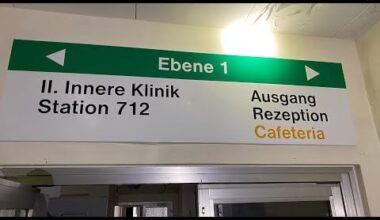 Ebene 1
II. Innere Klinik
Station 712
Ausgang
Rezeption
Cafeteria